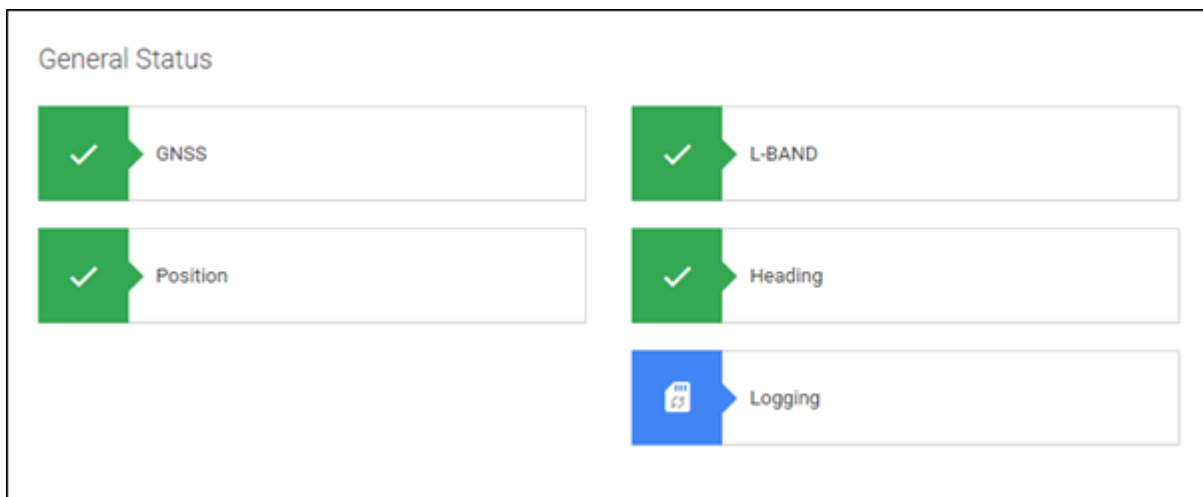 General Status
GNSS
L-BAND
Position
Heading
Logging